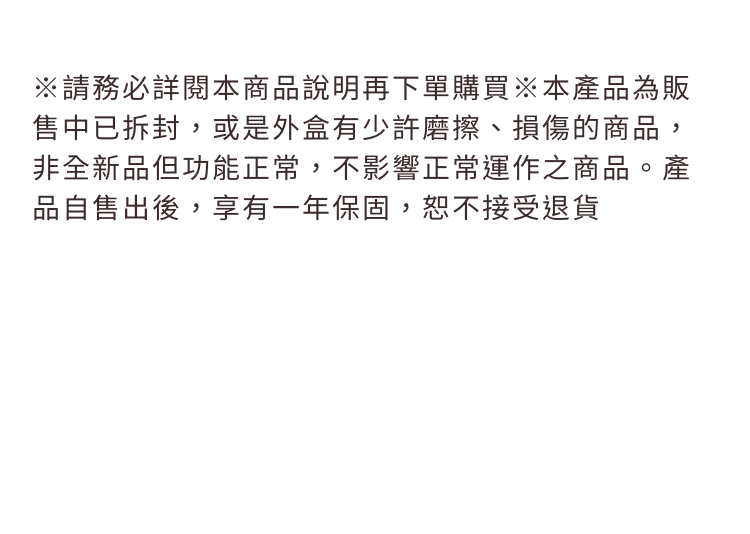 ※請務必詳閱本商品說明再下單購買※本產品為販
售中已拆封，或是外盒有少許磨擦、損傷的商品，
非全新品但功能正常，不影響正常運作之商品。產
品自售出後，享有一年保固，恕不接受退貨